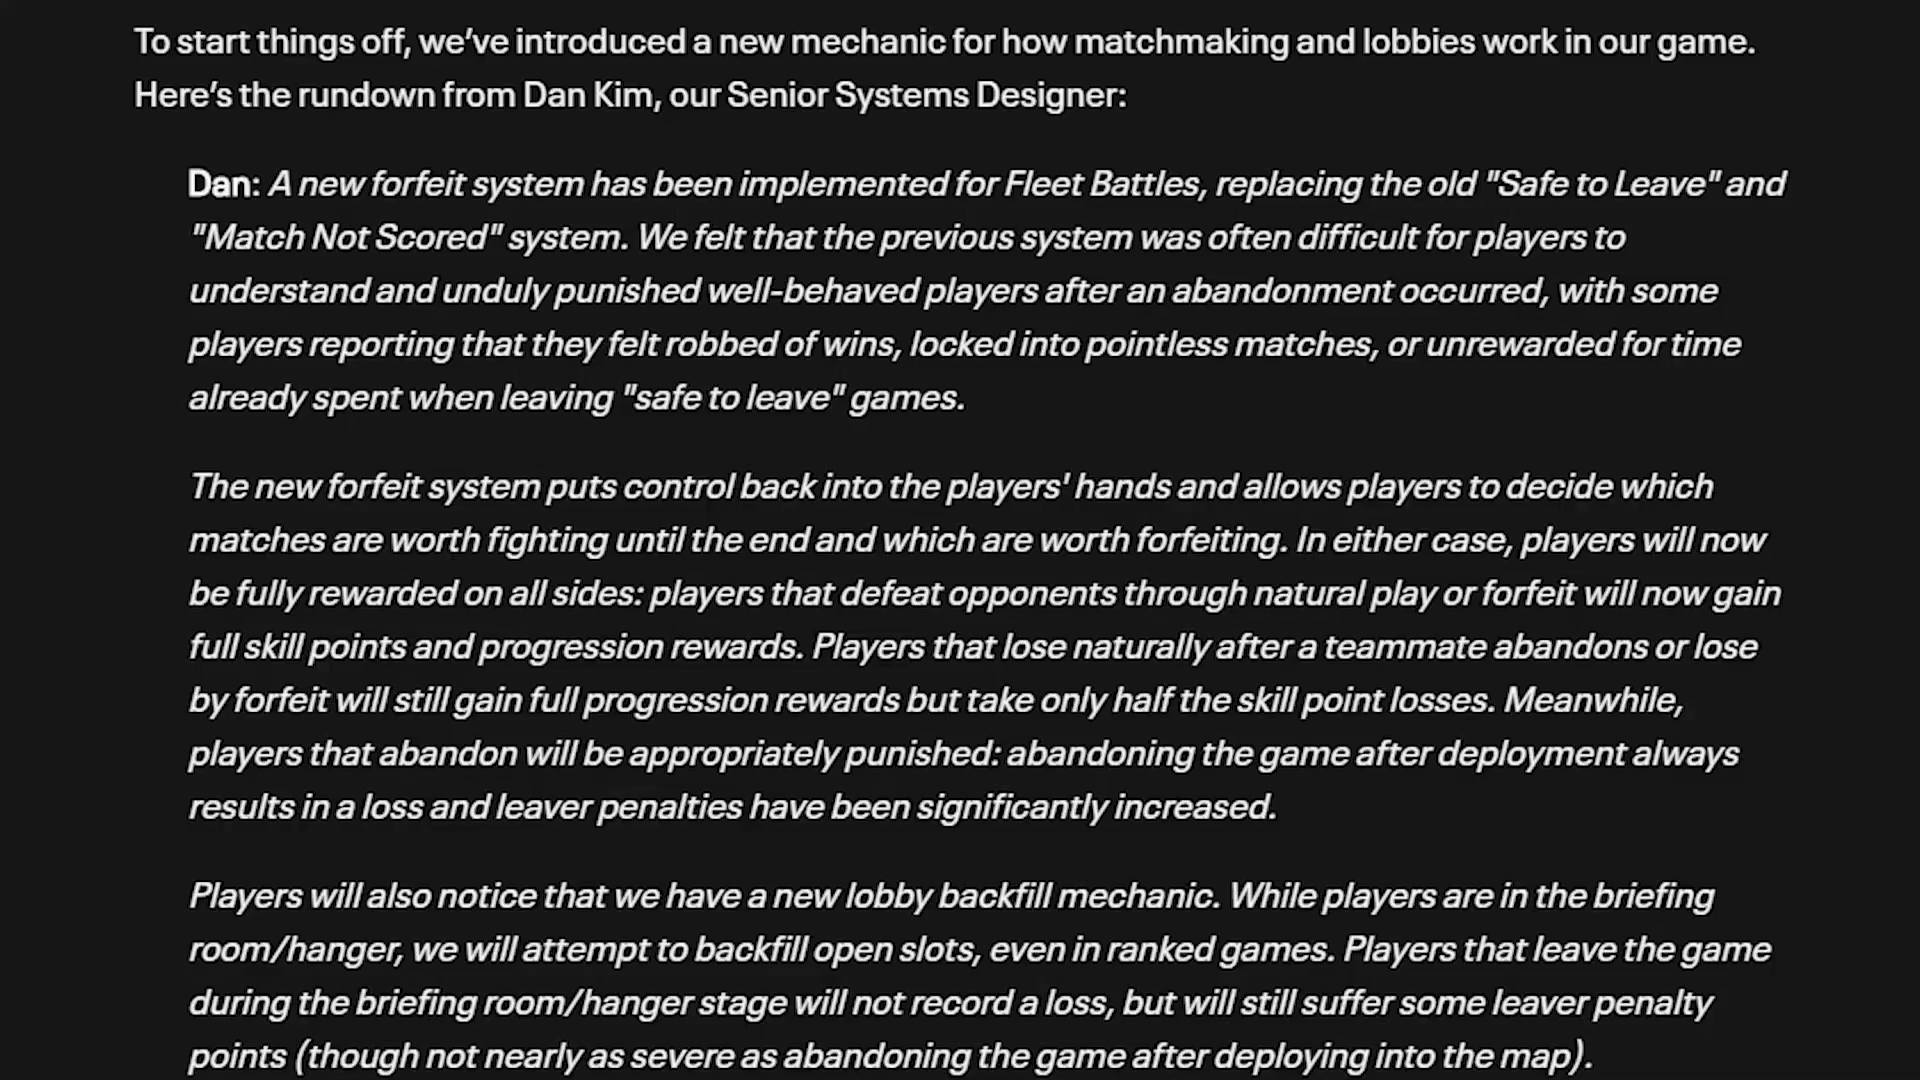 To start things off, we've introduced a new mechanic for how matchmaking and lobbies work in our game.
Here's the rundown from Dan Kim, our Senior Systems Designer:
Dan: A new forfeit system has been implemented for Fleet Battles, replacing the old "Safe to Leave" and
"Match Not Scored" system. We felt that the previous system was often difficult for players to
understand and unduly punished well-behaved players after an abandonment occurred, with some
players reporting that they felt robbed of wins, locked into pointless matches, or unrewarded for time
already spent when leaving "safe to leave" games.
The new forfeit system puts control back into the players' hands and allows players to decide which
matches are worth fighting until the end and which are worth forfeiting. In either case, players will now
be fully rewarded on all sides: players that defeat opponents through natural play or forfeit will now gain
full skill points and progression rewards. Players that lose naturally after a teammate abandons or lose
by forfeit will still gain full progression rewards but take only half the skill point losses. Meanwhile,
players that abandon will be appropriately punished: abandoning the game after deployment always
results in a loss and leaver penalties have been significantly increased.
Players will also notice that we have a new lobby backfill mechanic. While players are in the briefing
room/hanger, we will attempt to backfill open slots, even in ranked games. Players that leave the game
during the briefing room/hanger stage will not record a loss, but will still suffer some leaver penalty
points (though not nearly as severe as abandoning the game after deploying into the map).